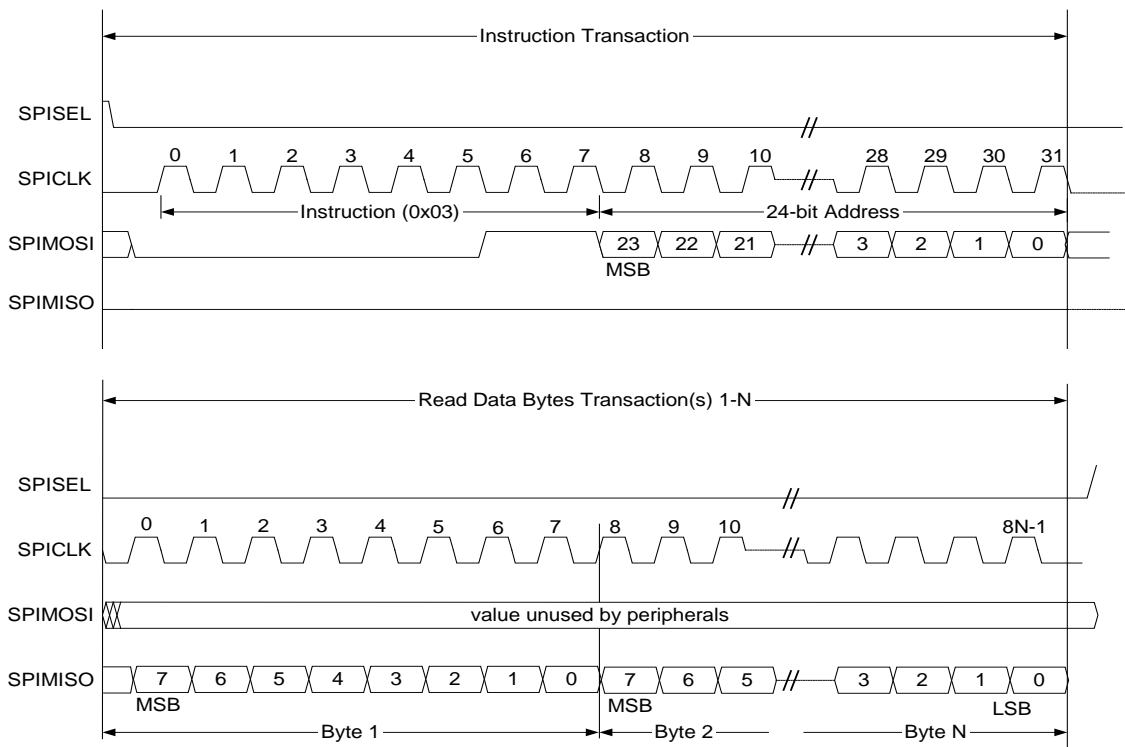 Instruction Transaction
SPISEL
0 1 2 3 4 5 6 7 8 9 10 28 29 30 31
SPICLK
Instruction (0x03) 24-bit Address
SPIMOSI 23 22 21 3 2 1 0
MSB
SPIMISO
Read Data Bytes Transaction(s) 1-N
SPISEL
0 1 2 3 4 5 6 7 8 9 10 8N-1
SPICLK
SPIMOSI value unused by peripherals
SPIMISO 7 6 5 4 3 2 1 0 7 6 5 3 2 1 0
MSB MSB LSB
Byte 1 Byte 2 Byte N